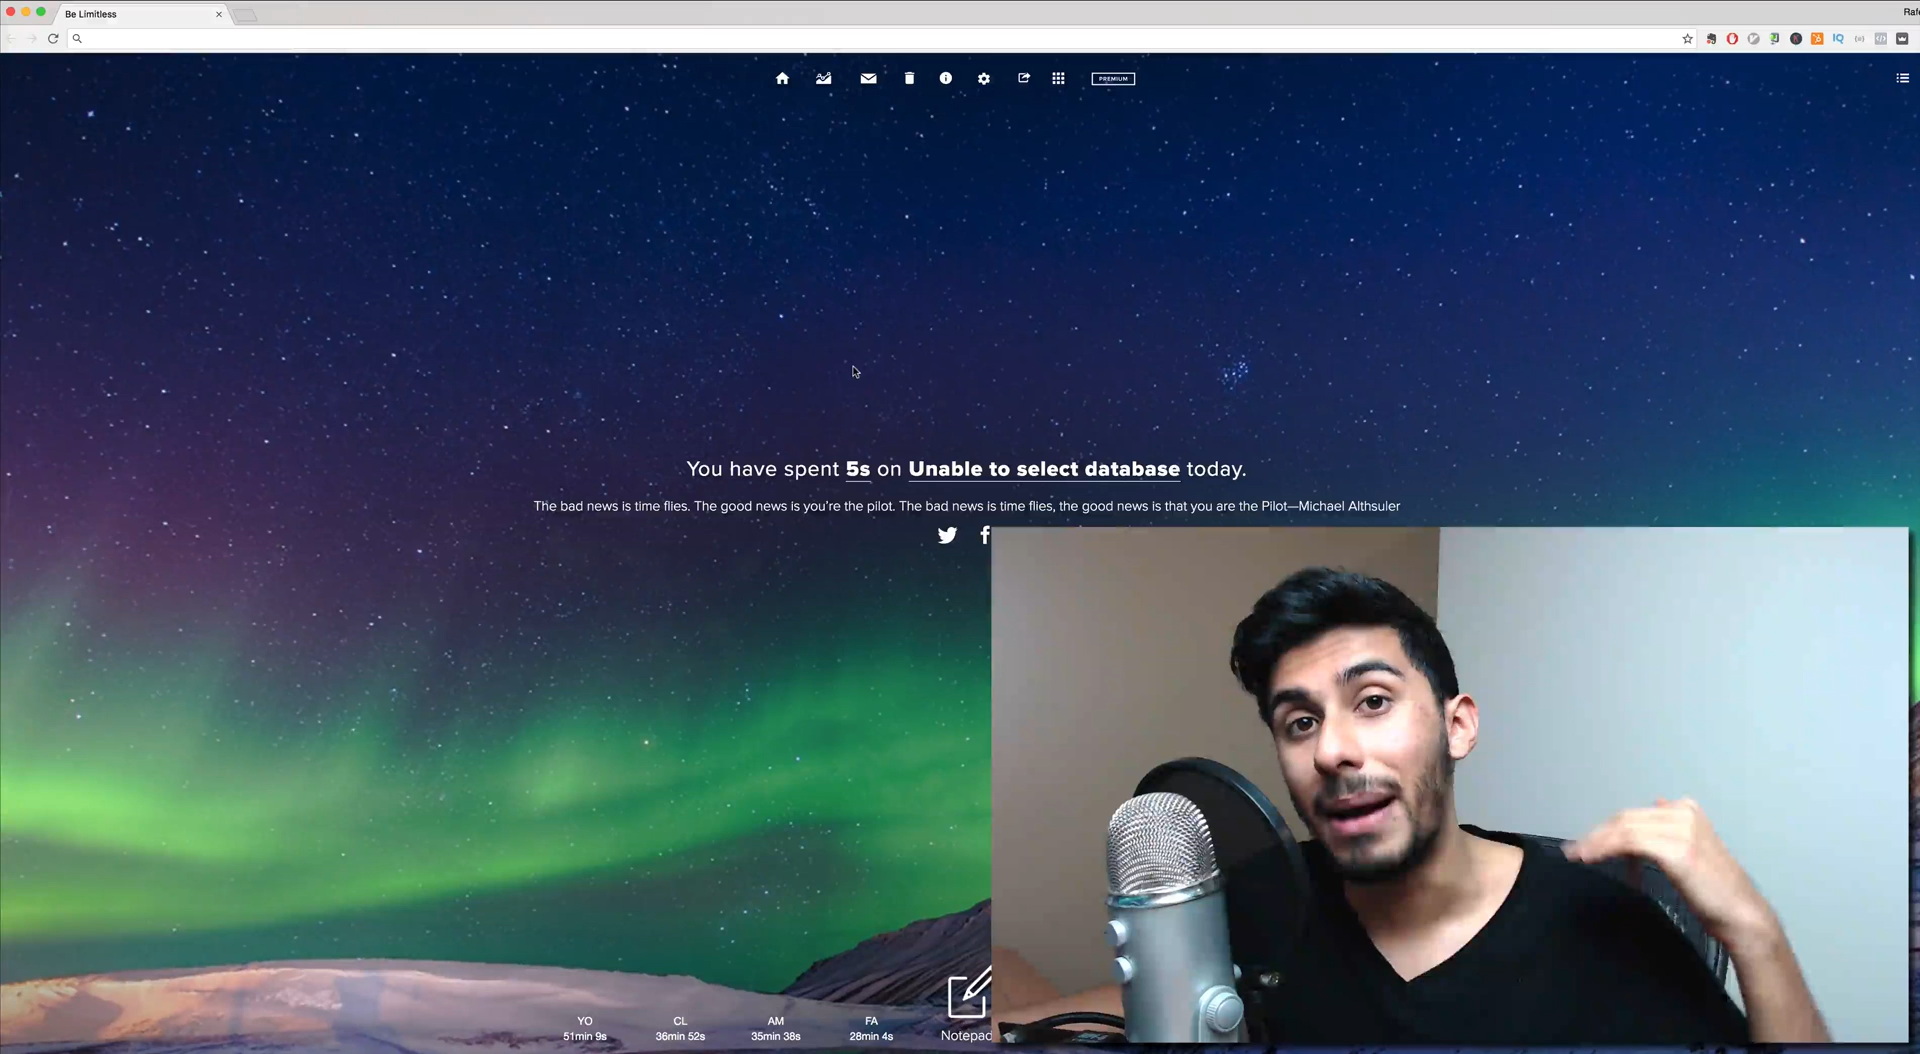 Be Limitless
Rafe
PREMIUM
You have spent 5s on Unable to select database today.
The bad news is time flies. The good news is you're the pilot. The bad news is time flies, the good news is that you are the Pilot—Michael Althsuler
YO CL AM FA
51min 9s 36min 52s 35min 38s 28min 4s
Notepad